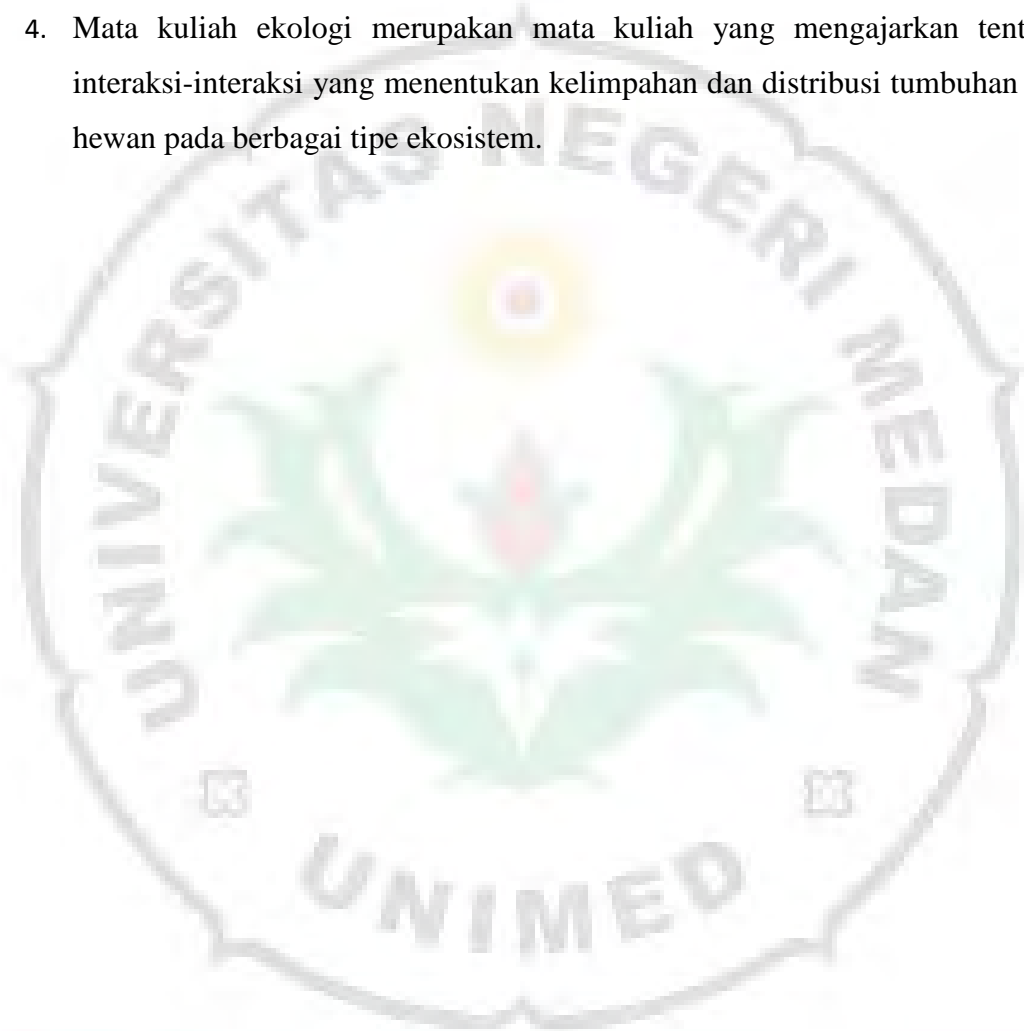 4. Mata kuliah ekologi merupakan mata kuliah yang mengajarkan tent
interaksi-interaksi yang menentukan kelimpahan dan distribusi tumbuhan
hewan pada berbagai tipe ekosistem.
UNIVERSITAS NEGERI MEDAN
UNIMED